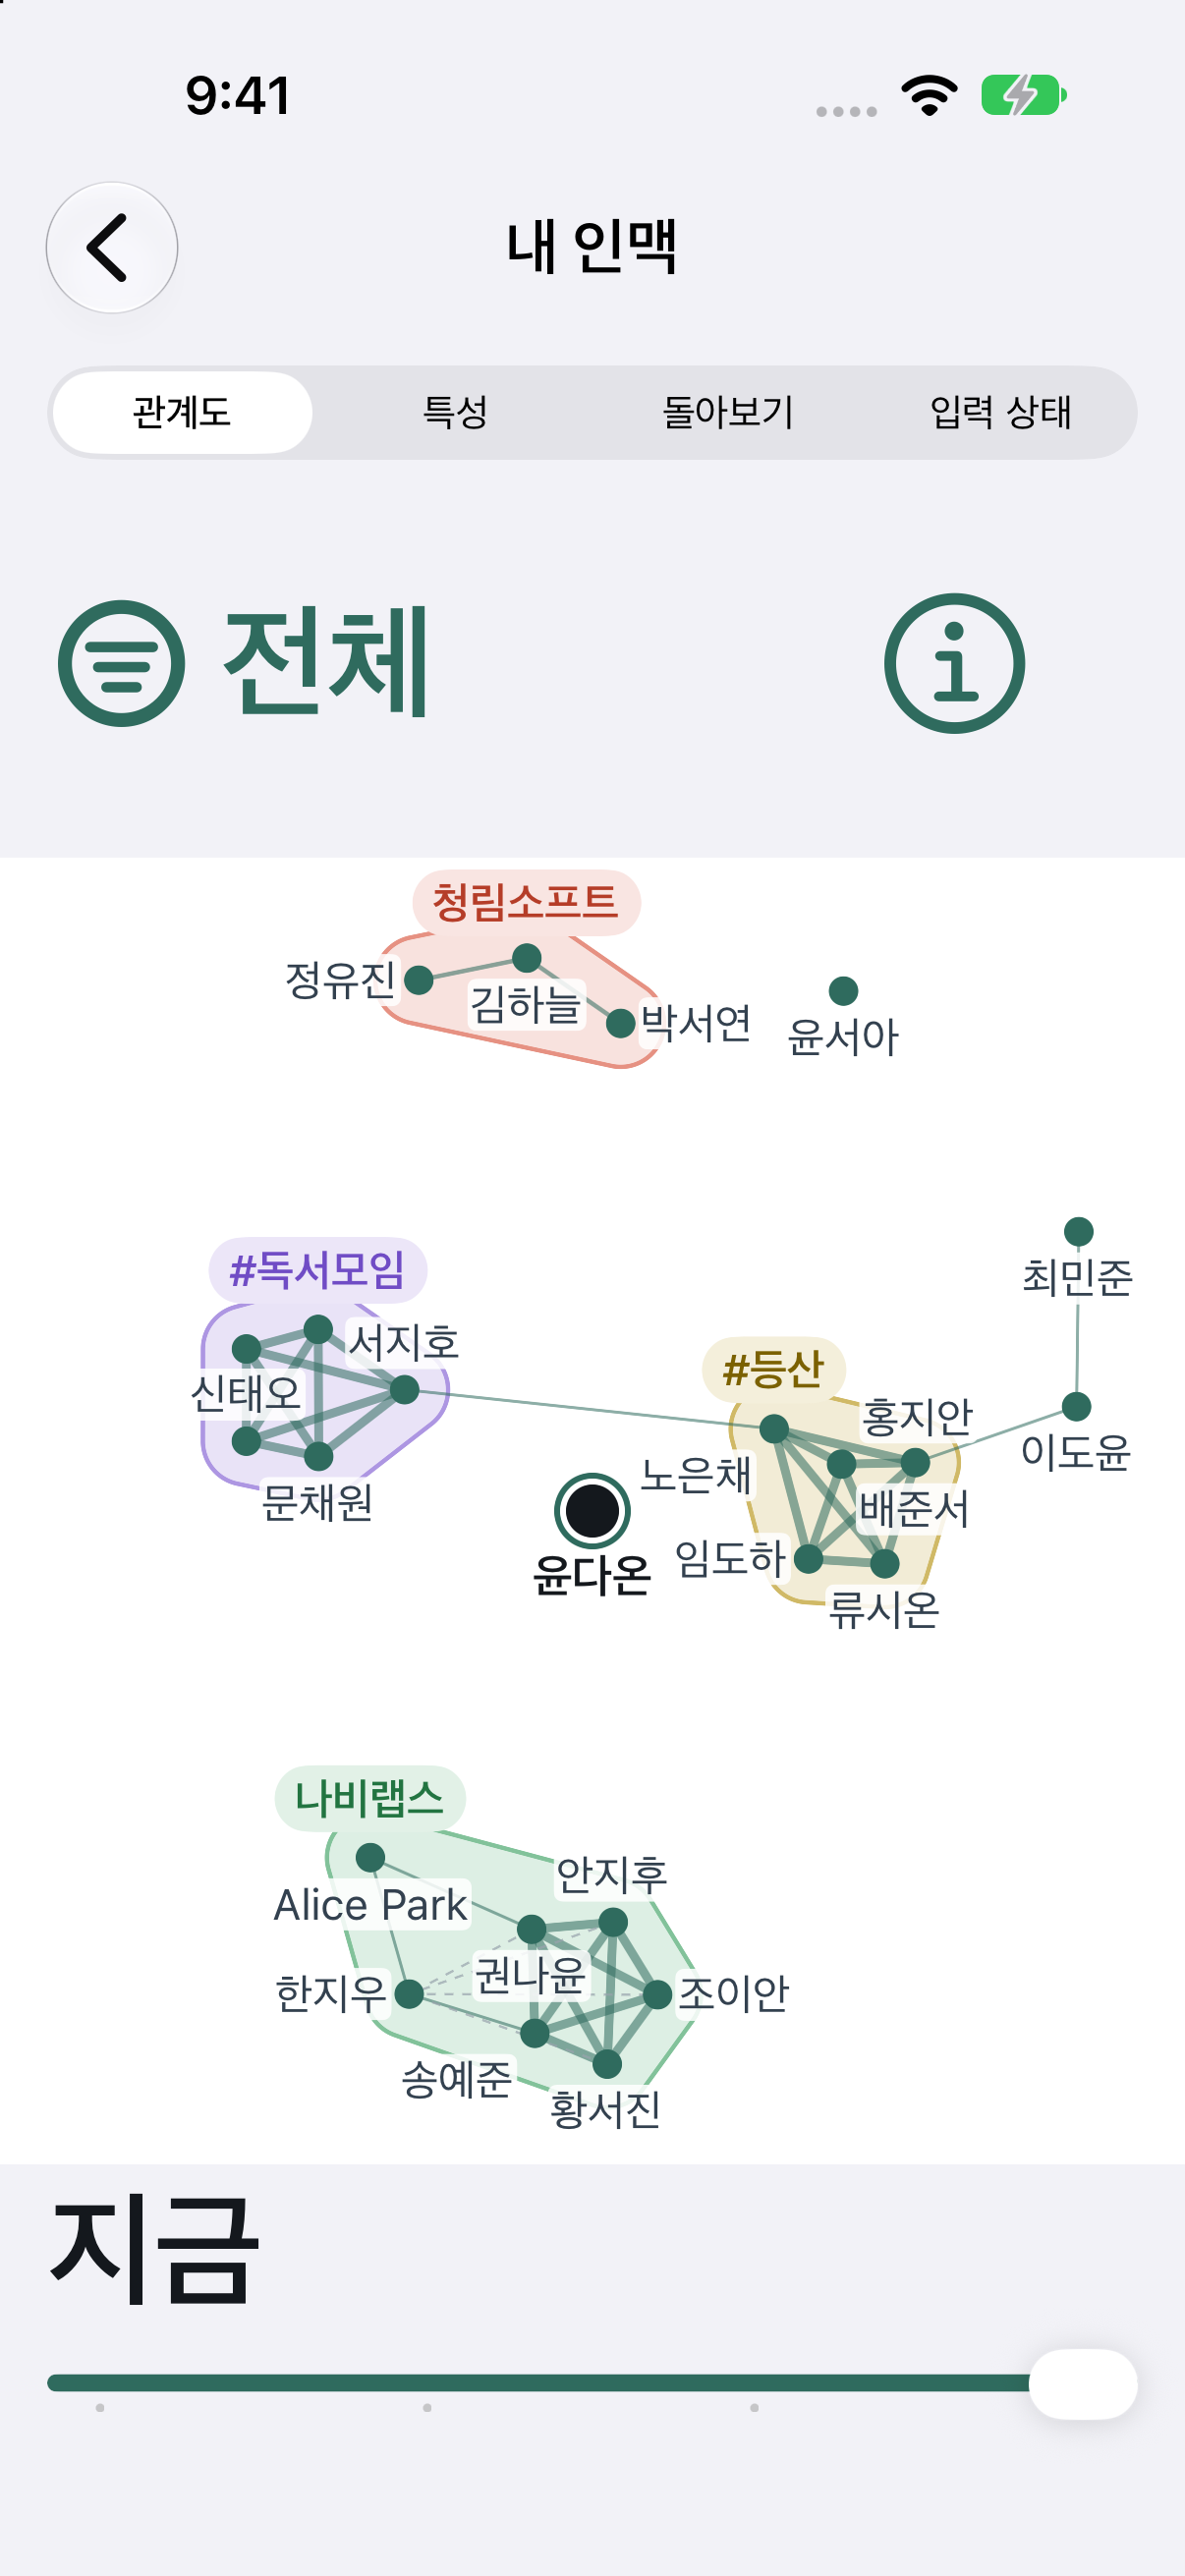 9:41
내 인맥
관계도
특성
돌아보기
입력 상태
전체
청림소프트
정유진
김하늘
박서연
윤서아
#독서모임
서지호
신태오
문채원
최민준
#등산
홍지안
이도윤
노은채
배준서
임도하
류시온
윤다온
나비랩스
안지후
Alice Park
권나윤
한지우
조이안
송예준
황서진
지금